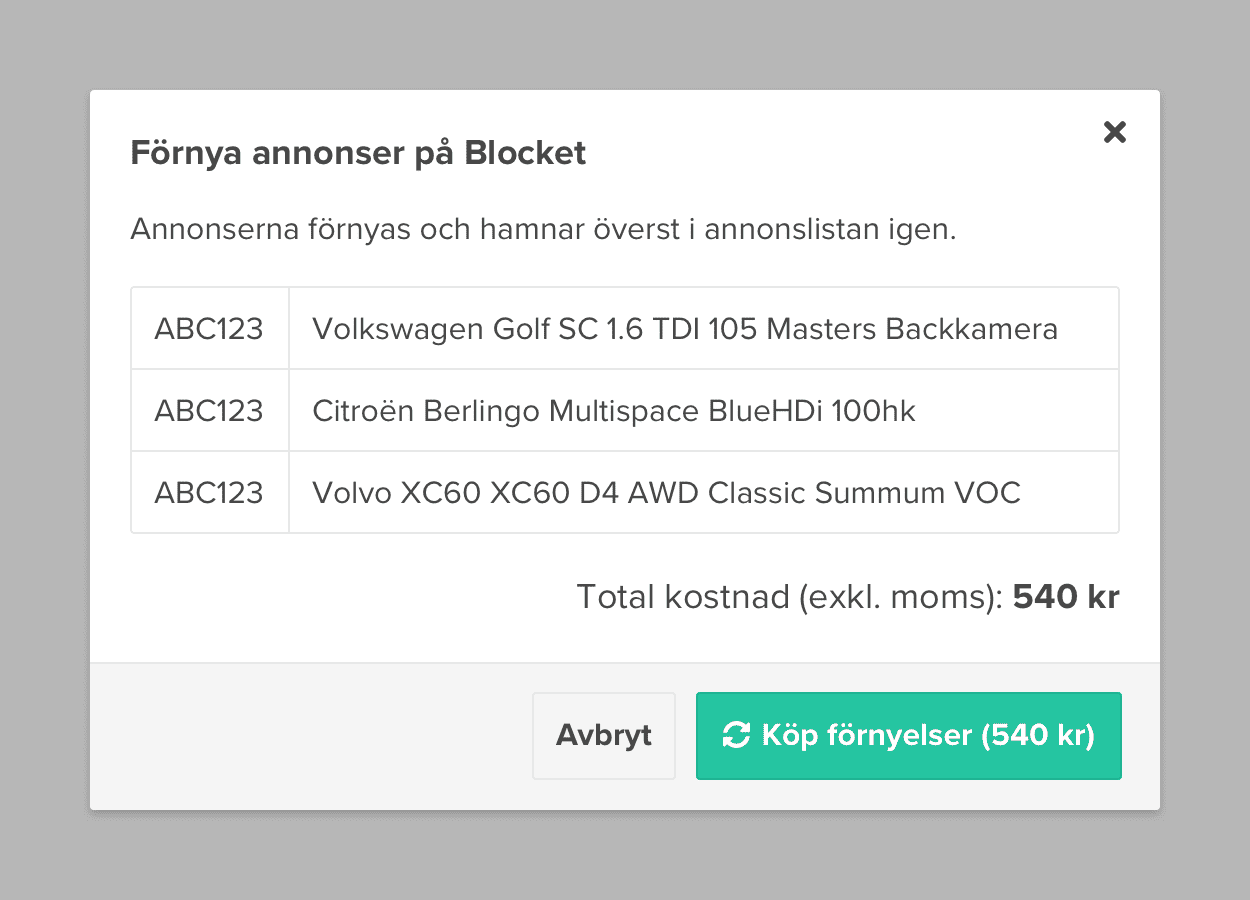 Förnya annonser på Blocket
Annonserna förnyas och hamnar överst i annonslistan igen.
ABC123 Volkswagen Golf SC 1.6 TDI 105 Masters Backkamera
ABC123 Citroën Berlingo Multispace BlueHDi 100hk
ABC123 Volvo XC60 XC60 D4 AWD Classic Summum VOC
Total kostnad (exkl. moms): 540 kr
Avbryt Köp förnyelser (540 kr)